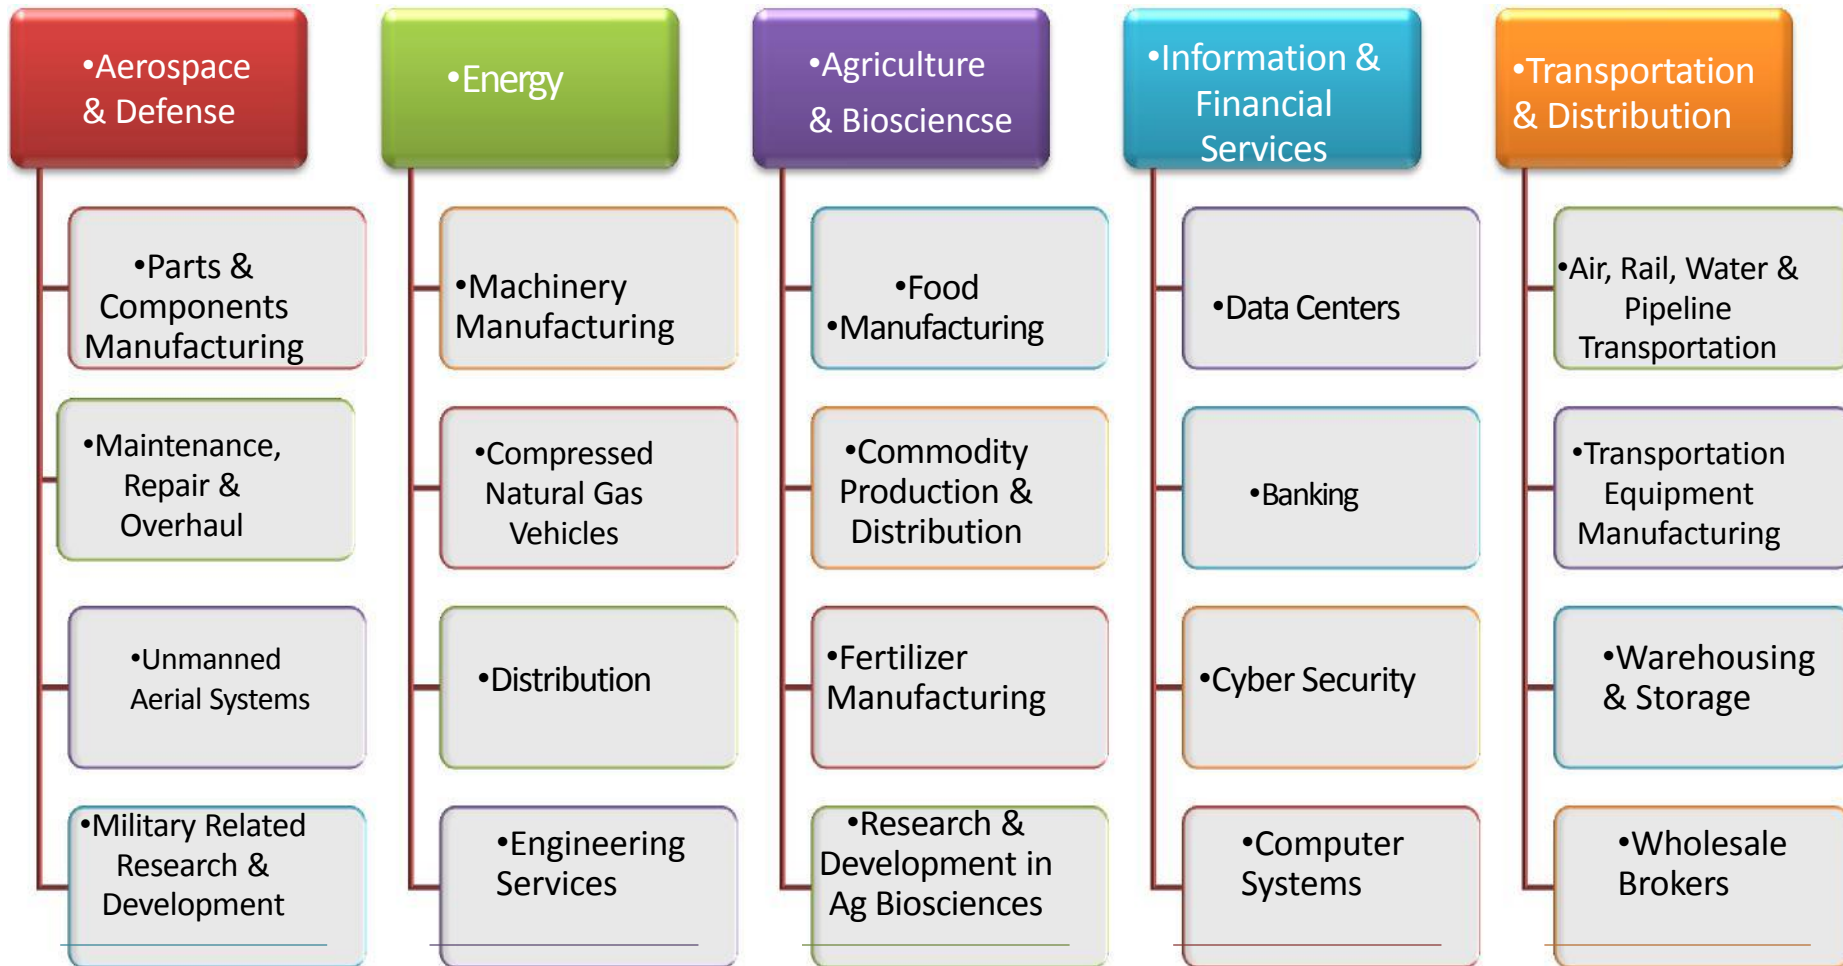 •Aerospace
& Defense
•Parts &
Components
Manufacturing
•Maintenance,
Repair &
Overhaul
•Unmanned
Aerial Systems
•Military Related
Research &
Development
•Energy
•Machinery
Manufacturing
•Compressed
Natural Gas
Vehicles
•Distribution
•Engineering
Services
•Agriculture
& Biosciencse
•Food
•Manufacturing
•Commodity
Production &
Distribution
•Fertilizer
Manufacturing
•Research &
Development in
Ag Biosciences
•Information &
Financial
Services
•Data Centers
•Banking
•Cyber Security
•Computer
Systems
•Transportation
& Distribution
•Air, Rail, Water &
Pipeline
Transportation
•Transportation
Equipment
Manufacturing
•Warehousing
& Storage
•Wholesale
Brokers